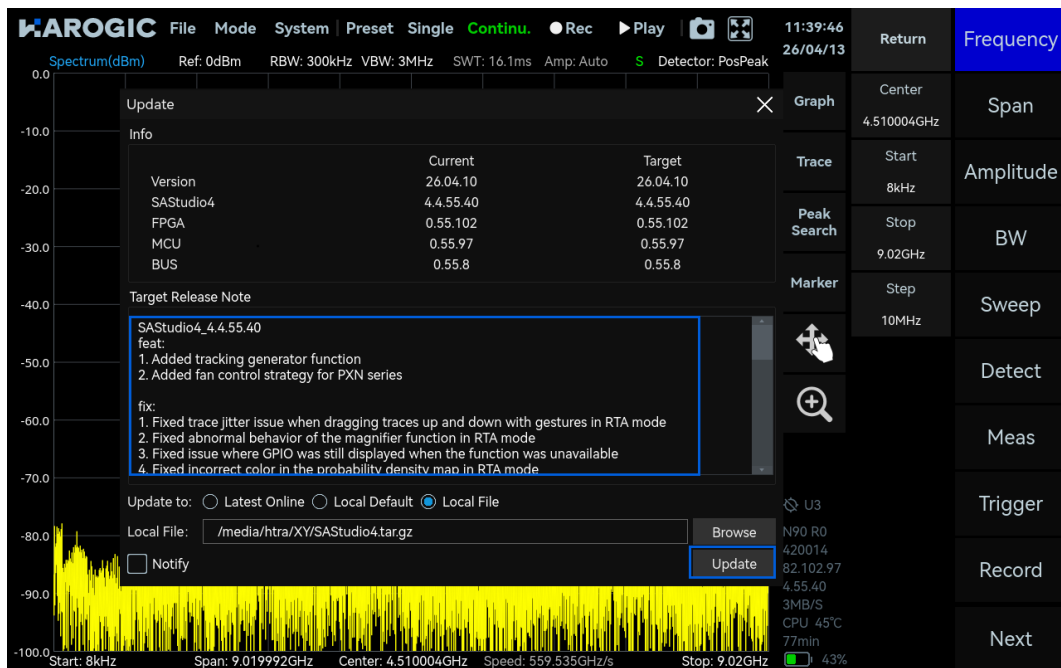 HAROGIC File Mode System Preset Single Continu. Rec Play 11:39:46
26/04/13
Spectrum(dBm) Ref: 0dBm RBW: 300kHz VBW: 3MHz SWT: 16.1ms Amp: Auto S Detector: PosPeak
0.0
-10.0
-20.0
-30.0
-40.0
-50.0
-60.0
-70.0
-80.0
-90.0
-100.0
Update
Info
Current Target
Version 26.04.10 26.04.10
SAStudio4 4.4.55.40 4.4.55.40
FPGA 0.55.102 0.55.102
MCU 0.55.97 0.55.97
BUS 0.55.8 0.55.8
Target Release Note
SAStudio4_4.4.55.40
feat:
1. Added tracking generator function
2. Added fan control strategy for PXN series
fix:
1. Fixed trace jitter issue when dragging traces up and down with gestures in RTA mode
2. Fixed abnormal behavior of the magnifier function in RTA mode
3. Fixed issue where GPIO was still displayed when the function was unavailable
4. Fixed incorrect color in the probability density map in RTA mode
Update to: Latest Online Local Default Local File
Local File: /media/htra/XY/SAStudio4.tar.gz Browse
Notify Update
Start: 8kHz Span: 9.019992GHz Center: 4.510004GHz Speed: 559.535GHz/s Stop: 9.02GHz
Graph
Trace
Peak
Search
Marker
U3
N90 R0
420014
82.102.97
4.55.40
3MB/S
CPU 45℃
77min
43%
Return
Center
4.510004GHz
Start
8kHz
Stop
9.02GHz
Step
10MHz
Frequency
Span
Amplitude
BW
Sweep
Detect
Meas
Trigger
Record
Next